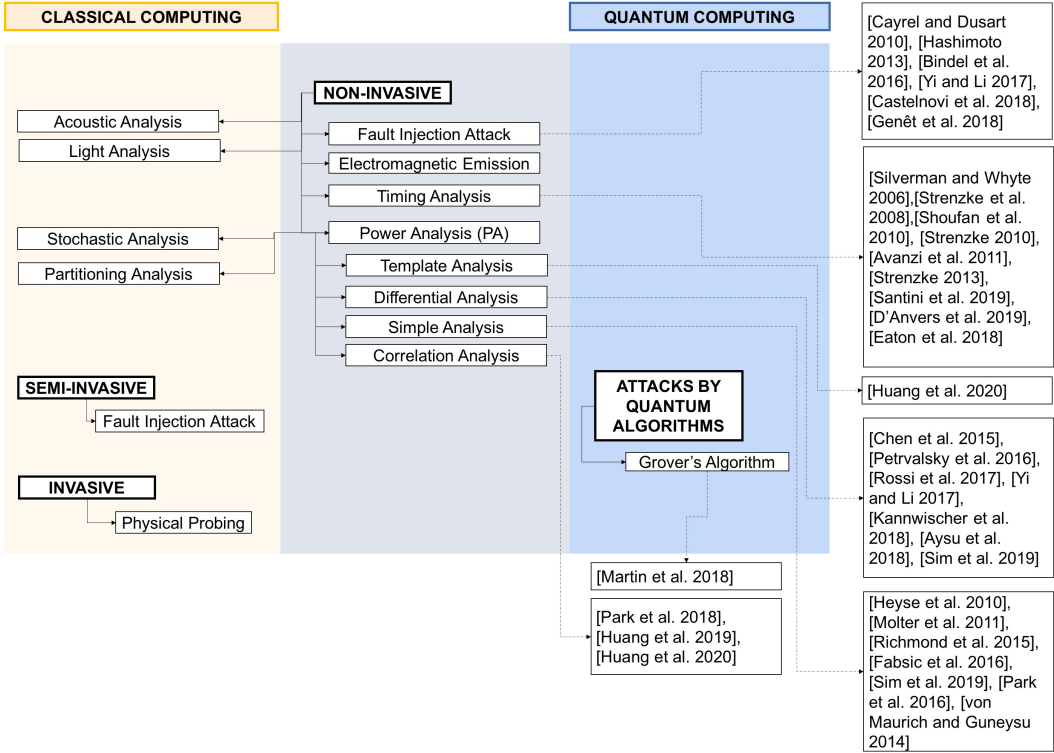 CLASSICAL COMPUTING
QUANTUM COMPUTING
NON-INVASIVE
Acoustic Analysis
Light Analysis
Stochastic Analysis
Partitioning Analysis
Fault Injection Attack
Electromagnetic Emission
Timing Analysis
Power Analysis (PA)
Template Analysis
Differential Analysis
Simple Analysis
Correlation Analysis
SEMI-INVASIVE
Fault Injection Attack
INVASIVE
Physical Probing
ATTACKS BY
QUANTUM
ALGORITHMS
Grover's Algorithm
[Martin et al. 2018]
[Park et al. 2018],
[Huang et al. 2019],
[Huang et al. 2020]
[Cayrel and Dusart
2010], [Hashimoto
2013], [Bindel et al.
2016], [Yi and Li 2017],
[Castelnovi et al. 2018],
[Genêt et al. 2018]
[Silverman and Whyte
2006],[Strenzke et al.
2008],[Shoufan et al.
2010], [Strenzke 2010],
[Avanzi et al. 2011],
[Strenzke 2013],
[Santini et al. 2019],
[D'Anvers et al. 2019],
[Eaton et al. 2018]
[Huang et al. 2020]
[Chen et al. 2015],
[Petrvalsky et al. 2016],
[Rossi et al. 2017], [Yi
and Li 2017],
[Kannwischer et al.
2018], [Aysu et al.
2018], [Sim et al. 2019]
[Heyse et al. 2010],
[Molter et al. 2011],
[Richmond et al. 2015],
[Fabsic et al. 2016],
[Sim et al. 2019], [Park
et al. 2016], [von
Maurich and Guneysu
2014]